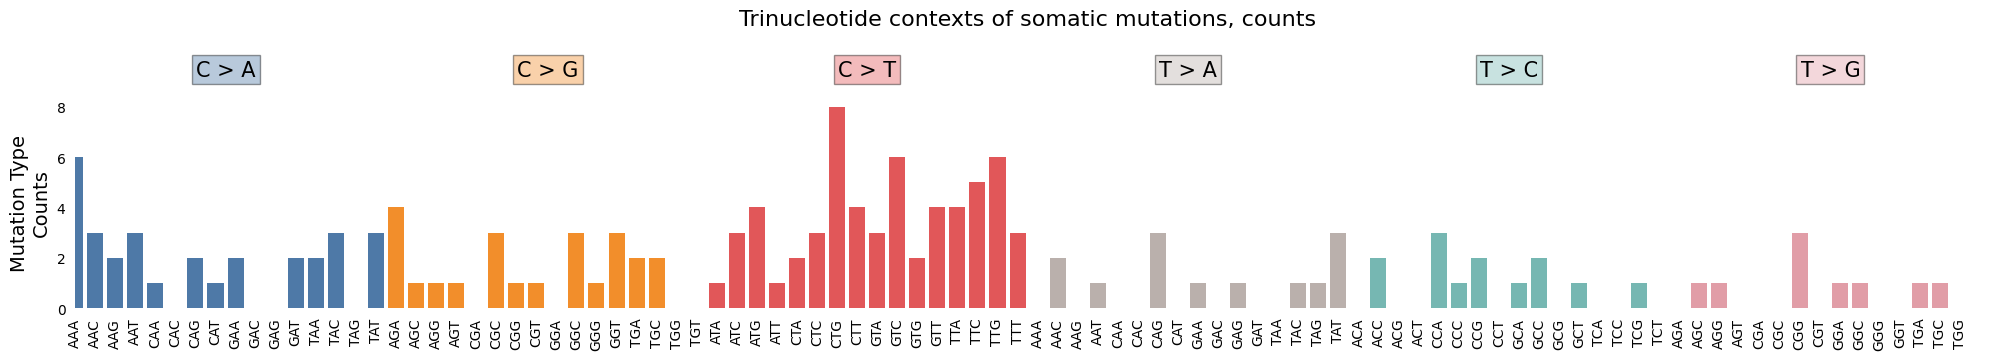 Trinucleotide contexts of somatic mutations, counts
C > A
C > G
C > T
T > A
T > C
T > G
Mutation Type
Counts
8
6
4
2
0
AAA
AAC
AAG
AAT
CAA
CAC
CAG
CAT
GAA
GAC
GAG
GAT
TAA
TAC
TAG
TAT
AGA
AGC
AGG
AGT
CGA
CGC
CGG
CGT
GGA
GGC
GGG
GGT
TGA
TGC
TGG
TGT
ATA
ATC
ATG
ATT
CTA
CTC
CTG
CTT
GTA
GTC
GTG
GTT
TTA
TTC
TTG
TTT
AAA
AAC
AAG
AAT
CAA
CAC
CAG
CAT
GAA
GAC
GAG
GAT
TAA
TAC
TAG
TAT
ACA
ACC
ACG
ACT
CCA
CCC
CCG
CCT
GCA
GCC
GCG
GCT
TCA
TCC
TCG
TCT
AGA
AGC
AGG
AGT
CGA
CGC
CGG
CGT
GGA
GGC
GGG
GGT
TGA
TGC
TGG